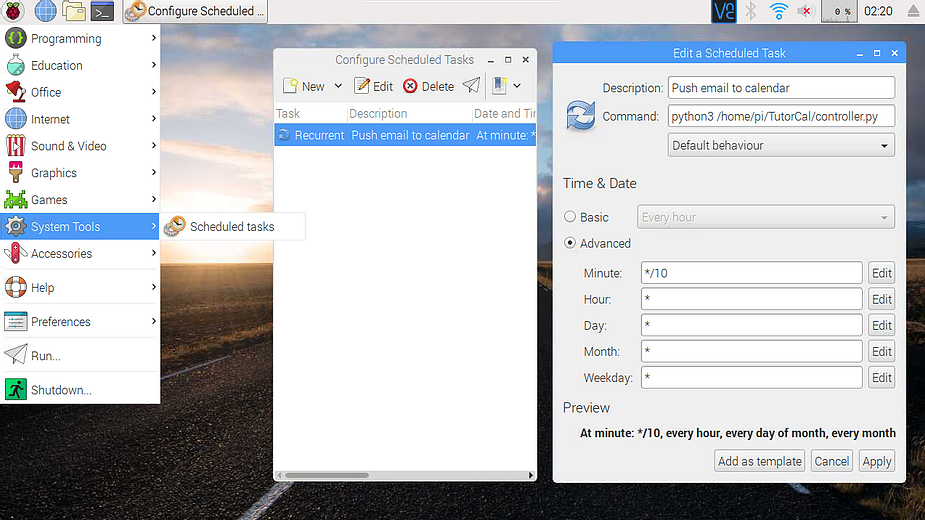 Configure Scheduled ...
0 %
02:20
Programming
Education
Office
Internet
Sound & Video
Graphics
Games
System Tools
Accessories
Help
Preferences
Run...
Shutdown...
Scheduled tasks
Configure Scheduled Tasks
New Edit Delete
Task Description Date and Tim
Recurrent Push email to calendar At minute: *
Edit a Scheduled Task
Description: Push email to calendar
Command: python3 /home/pi/TutorCal/controller.py
Default behaviour
Time & Date
Basic Every hour
Advanced
Minute: */10 Edit
Hour: * Edit
Day: * Edit
Month: * Edit
Weekday: * Edit
Preview
At minute: */10, every hour, every day of month, every month
Add as template Cancel Apply